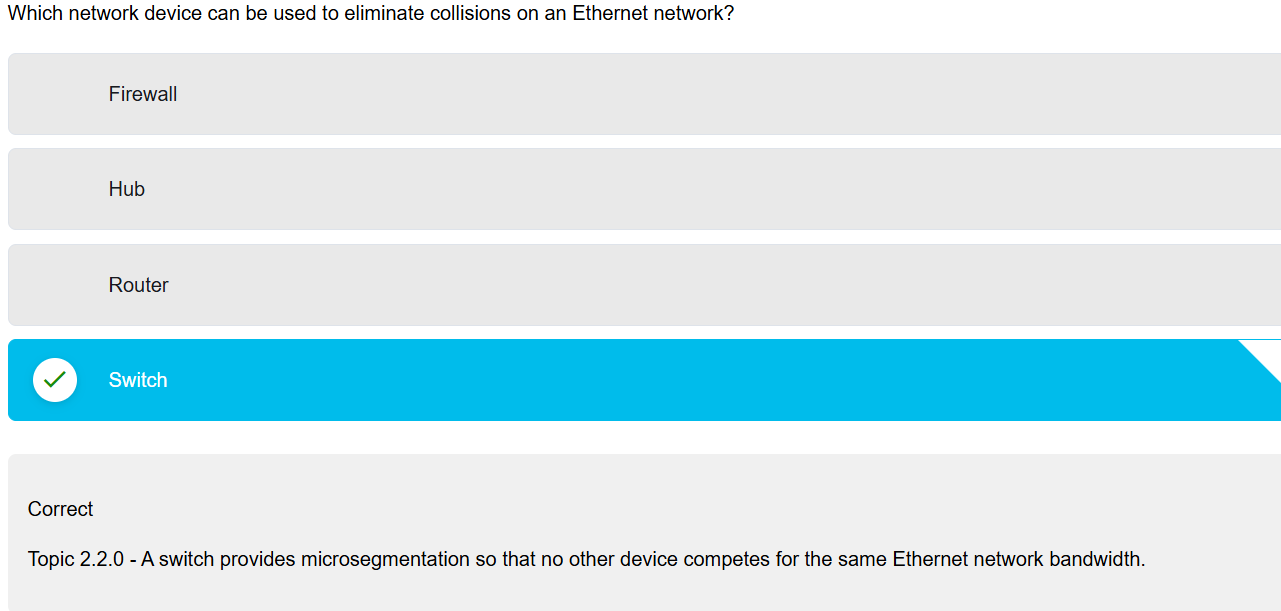 Which network device can be used to eliminate collisions on an Ethernet network?
Firewall
Hub
Router
Switch
Correct
Topic 2.2.0 - A switch provides microsegmentation so that no other device competes for the same Ethernet network bandwidth.